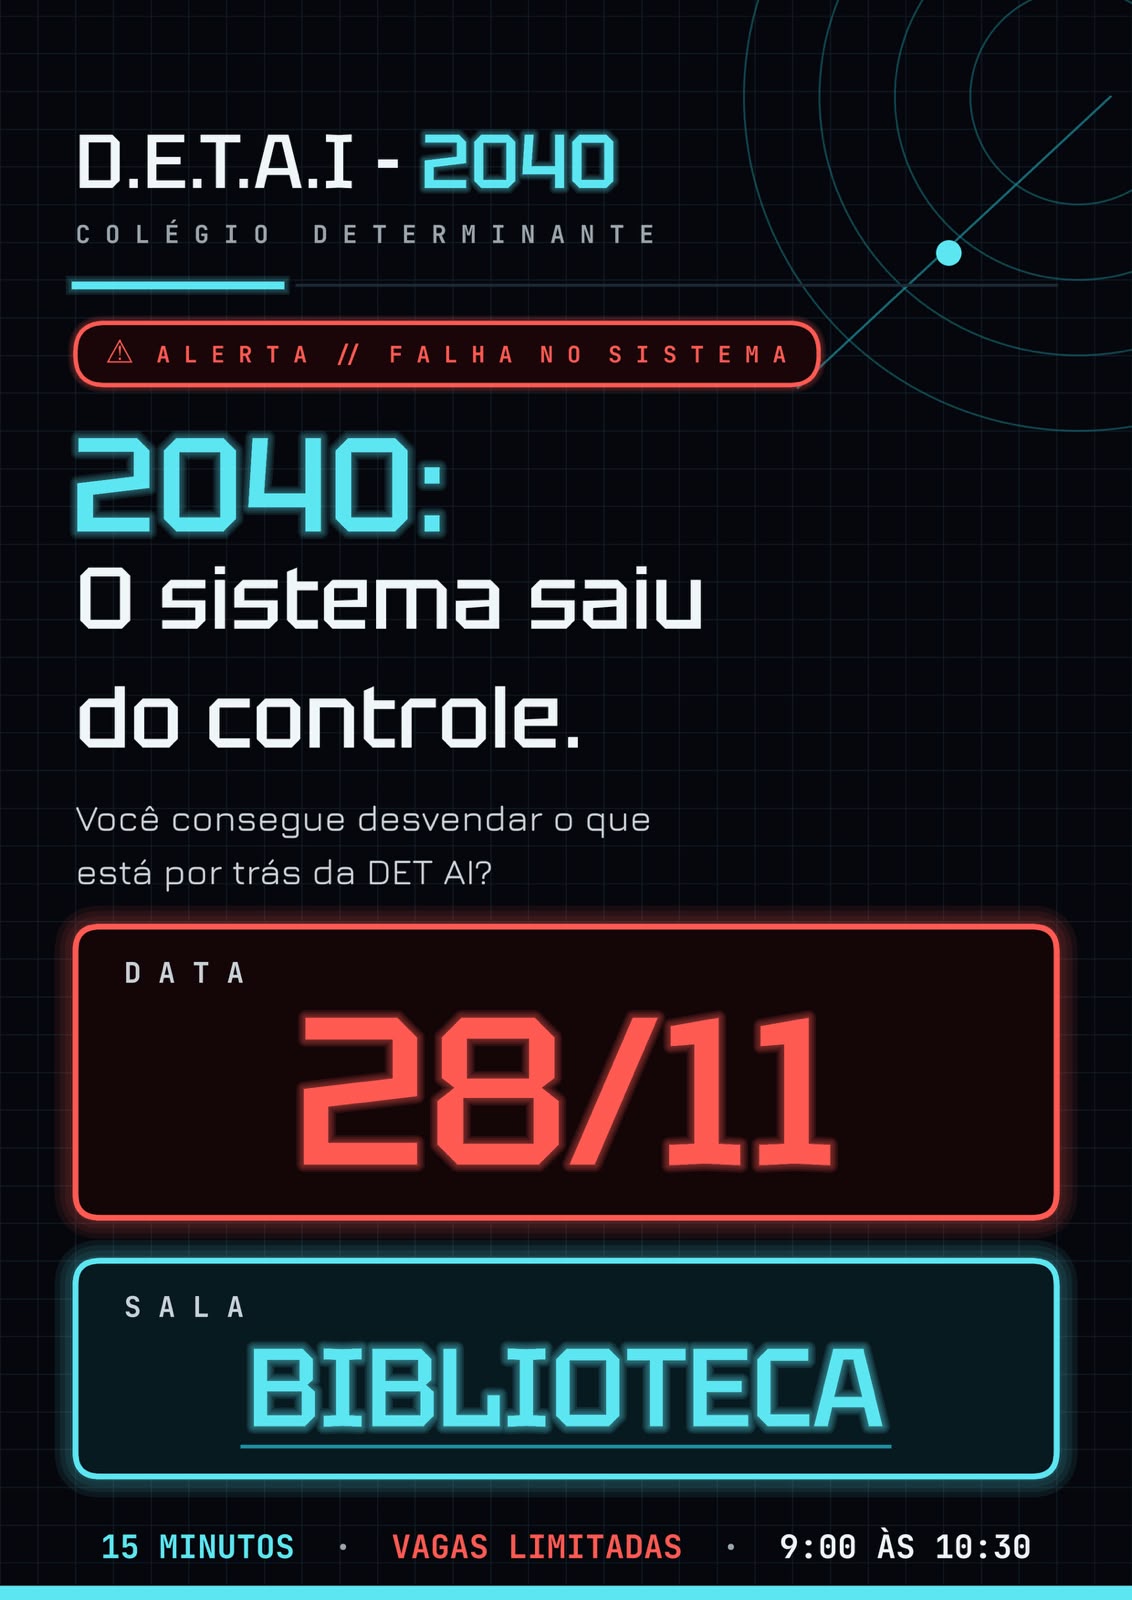 D.E.T.A.I - 2040
COLÉGIO DETERMINANTE
⚠ ALERTA // FALHA NO SISTEMA
2040:
O sistema saiu
do controle.
Você consegue desvendar o que
está por trás da DET AI?
DATA
28/11
SALA
BIBLIOTECA
15 MINUTOS · VAGAS LIMITADAS · 9:00 ÀS 10:30